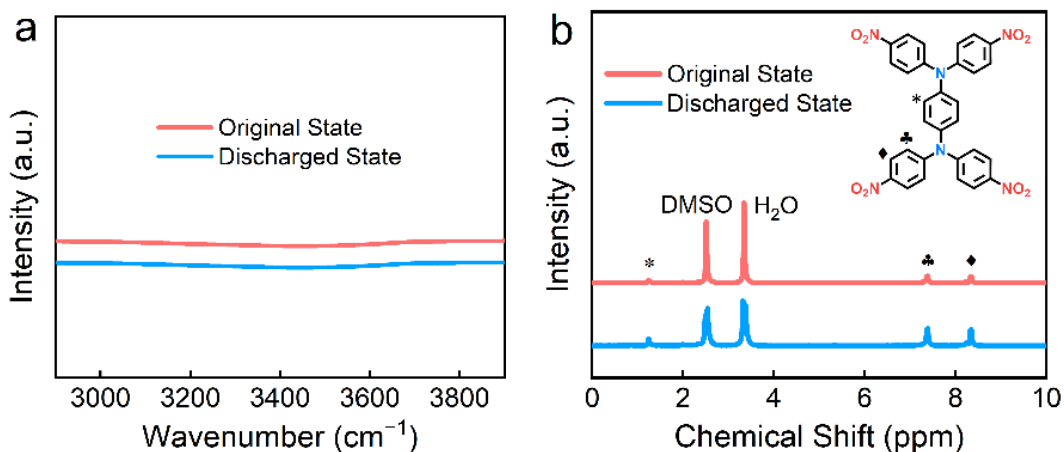 a
Original State
Discharged State
Intensity (a.u.)
3000 3200 3400 3600 3800
Wavenumber (cm⁻¹)
b
Original State
Discharged State
O₂N
NO₂
N
*
N
♦
♣
O₂N
NO₂
DMSO
H₂O
*
♣
♦
Intensity (a.u.)
0 2 4 6 8 10
Chemical Shift (ppm)